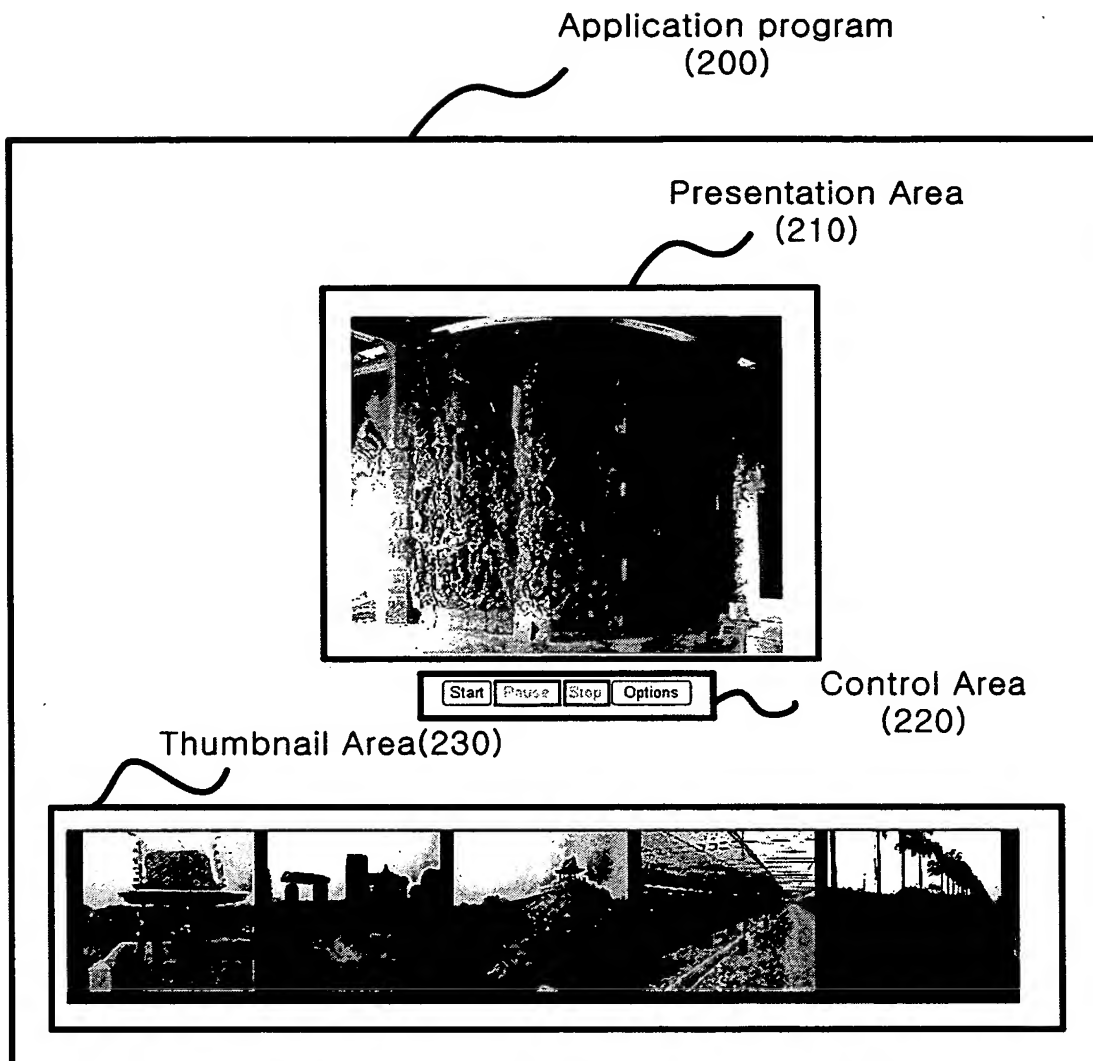 Application program
(200)
Presentation Area
(210)
Start Pause Stop Options
Control Area
(220)
Thumbnail Area(230)